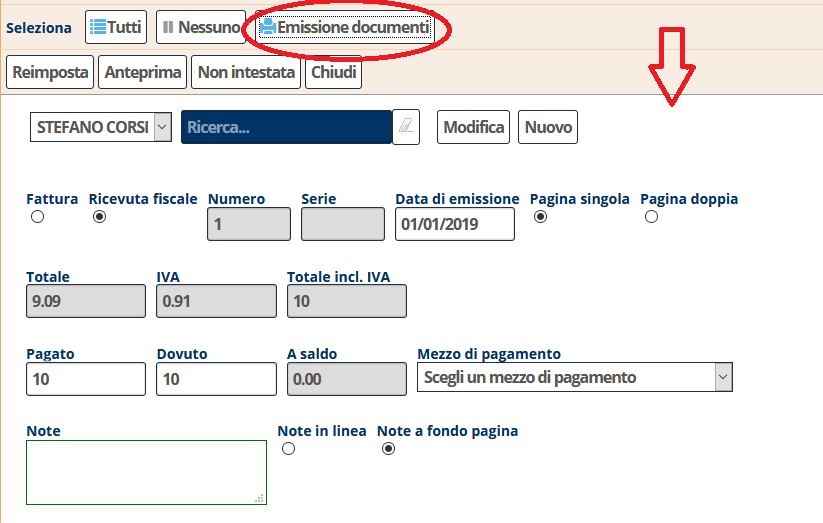 Seleziona Tutti Nessuno Emissione documenti
Reimposta Anteprima Non intestata Chiudi
STEFANO CORSI Ricerca... Modifica Nuovo
Fattura Ricevuta fiscale Numero Serie Data di emissione Pagina singola Pagina doppia
1 01/01/2019
Totale IVA Totale incl. IVA
9.09 0.91 10
Pagato Dovuto A saldo Mezzo di pagamento
10 10 0.00 Scegli un mezzo di pagamento
Note Note in linea Note a fondo pagina